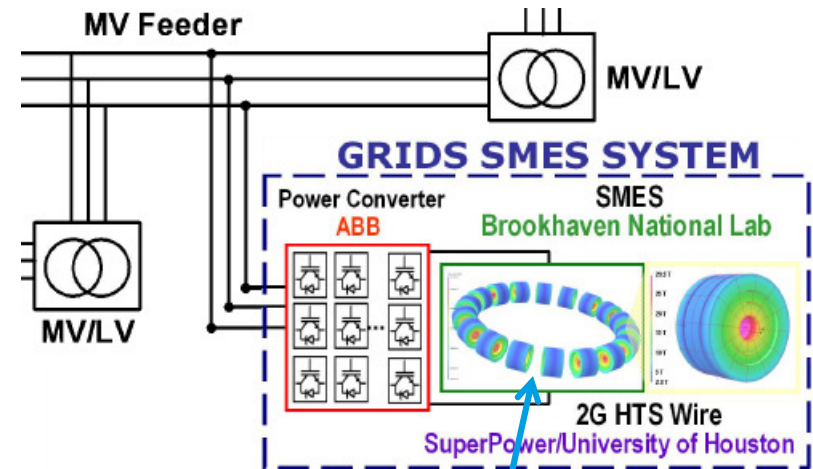 MV Feeder
MV/LV
MV/LV
GRIDS SMES SYSTEM
Power Converter
ABB
SMES
Brookhaven National Lab
2G HTS Wire
SuperPower/University of Houston